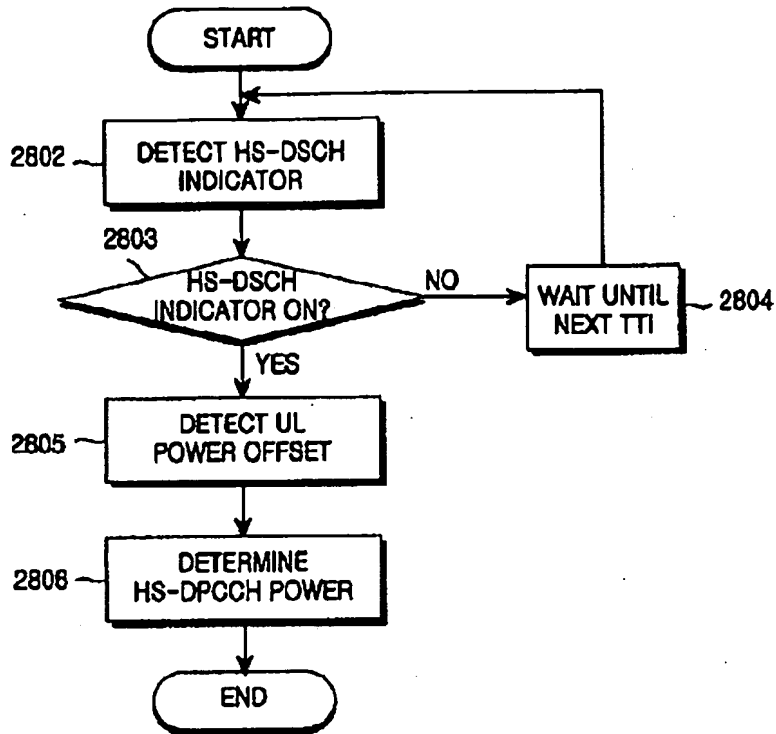 START
2802
DETECT HS-DSCH
INDICATOR
2803
HS-DSCH
INDICATOR ON?
NO
WAIT UNTIL
NEXT TTI
2804
YES
2805
DETECT UL
POWER OFFSET
2806
DETERMINE
HS-DPCCH POWER
END